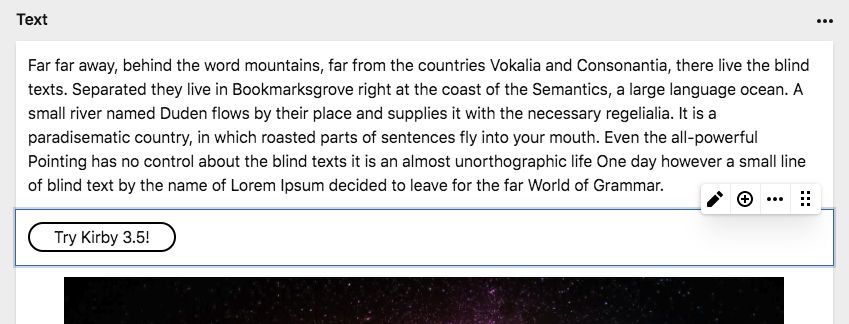 Text
Far far away, behind the word mountains, far from the countries Vokalia and Consonantia, there live the blind
texts. Separated they live in Bookmarksgrove right at the coast of the Semantics, a large language ocean. A
small river named Duden flows by their place and supplies it with the necessary regelialia. It is a
paradisematic country, in which roasted parts of sentences fly into your mouth. Even the all-powerful
Pointing has no control about the blind texts it is an almost unorthographic life One day however a small line
of blind text by the name of Lorem Ipsum decided to leave for the far World of Grammar.
Try Kirby 3.5!